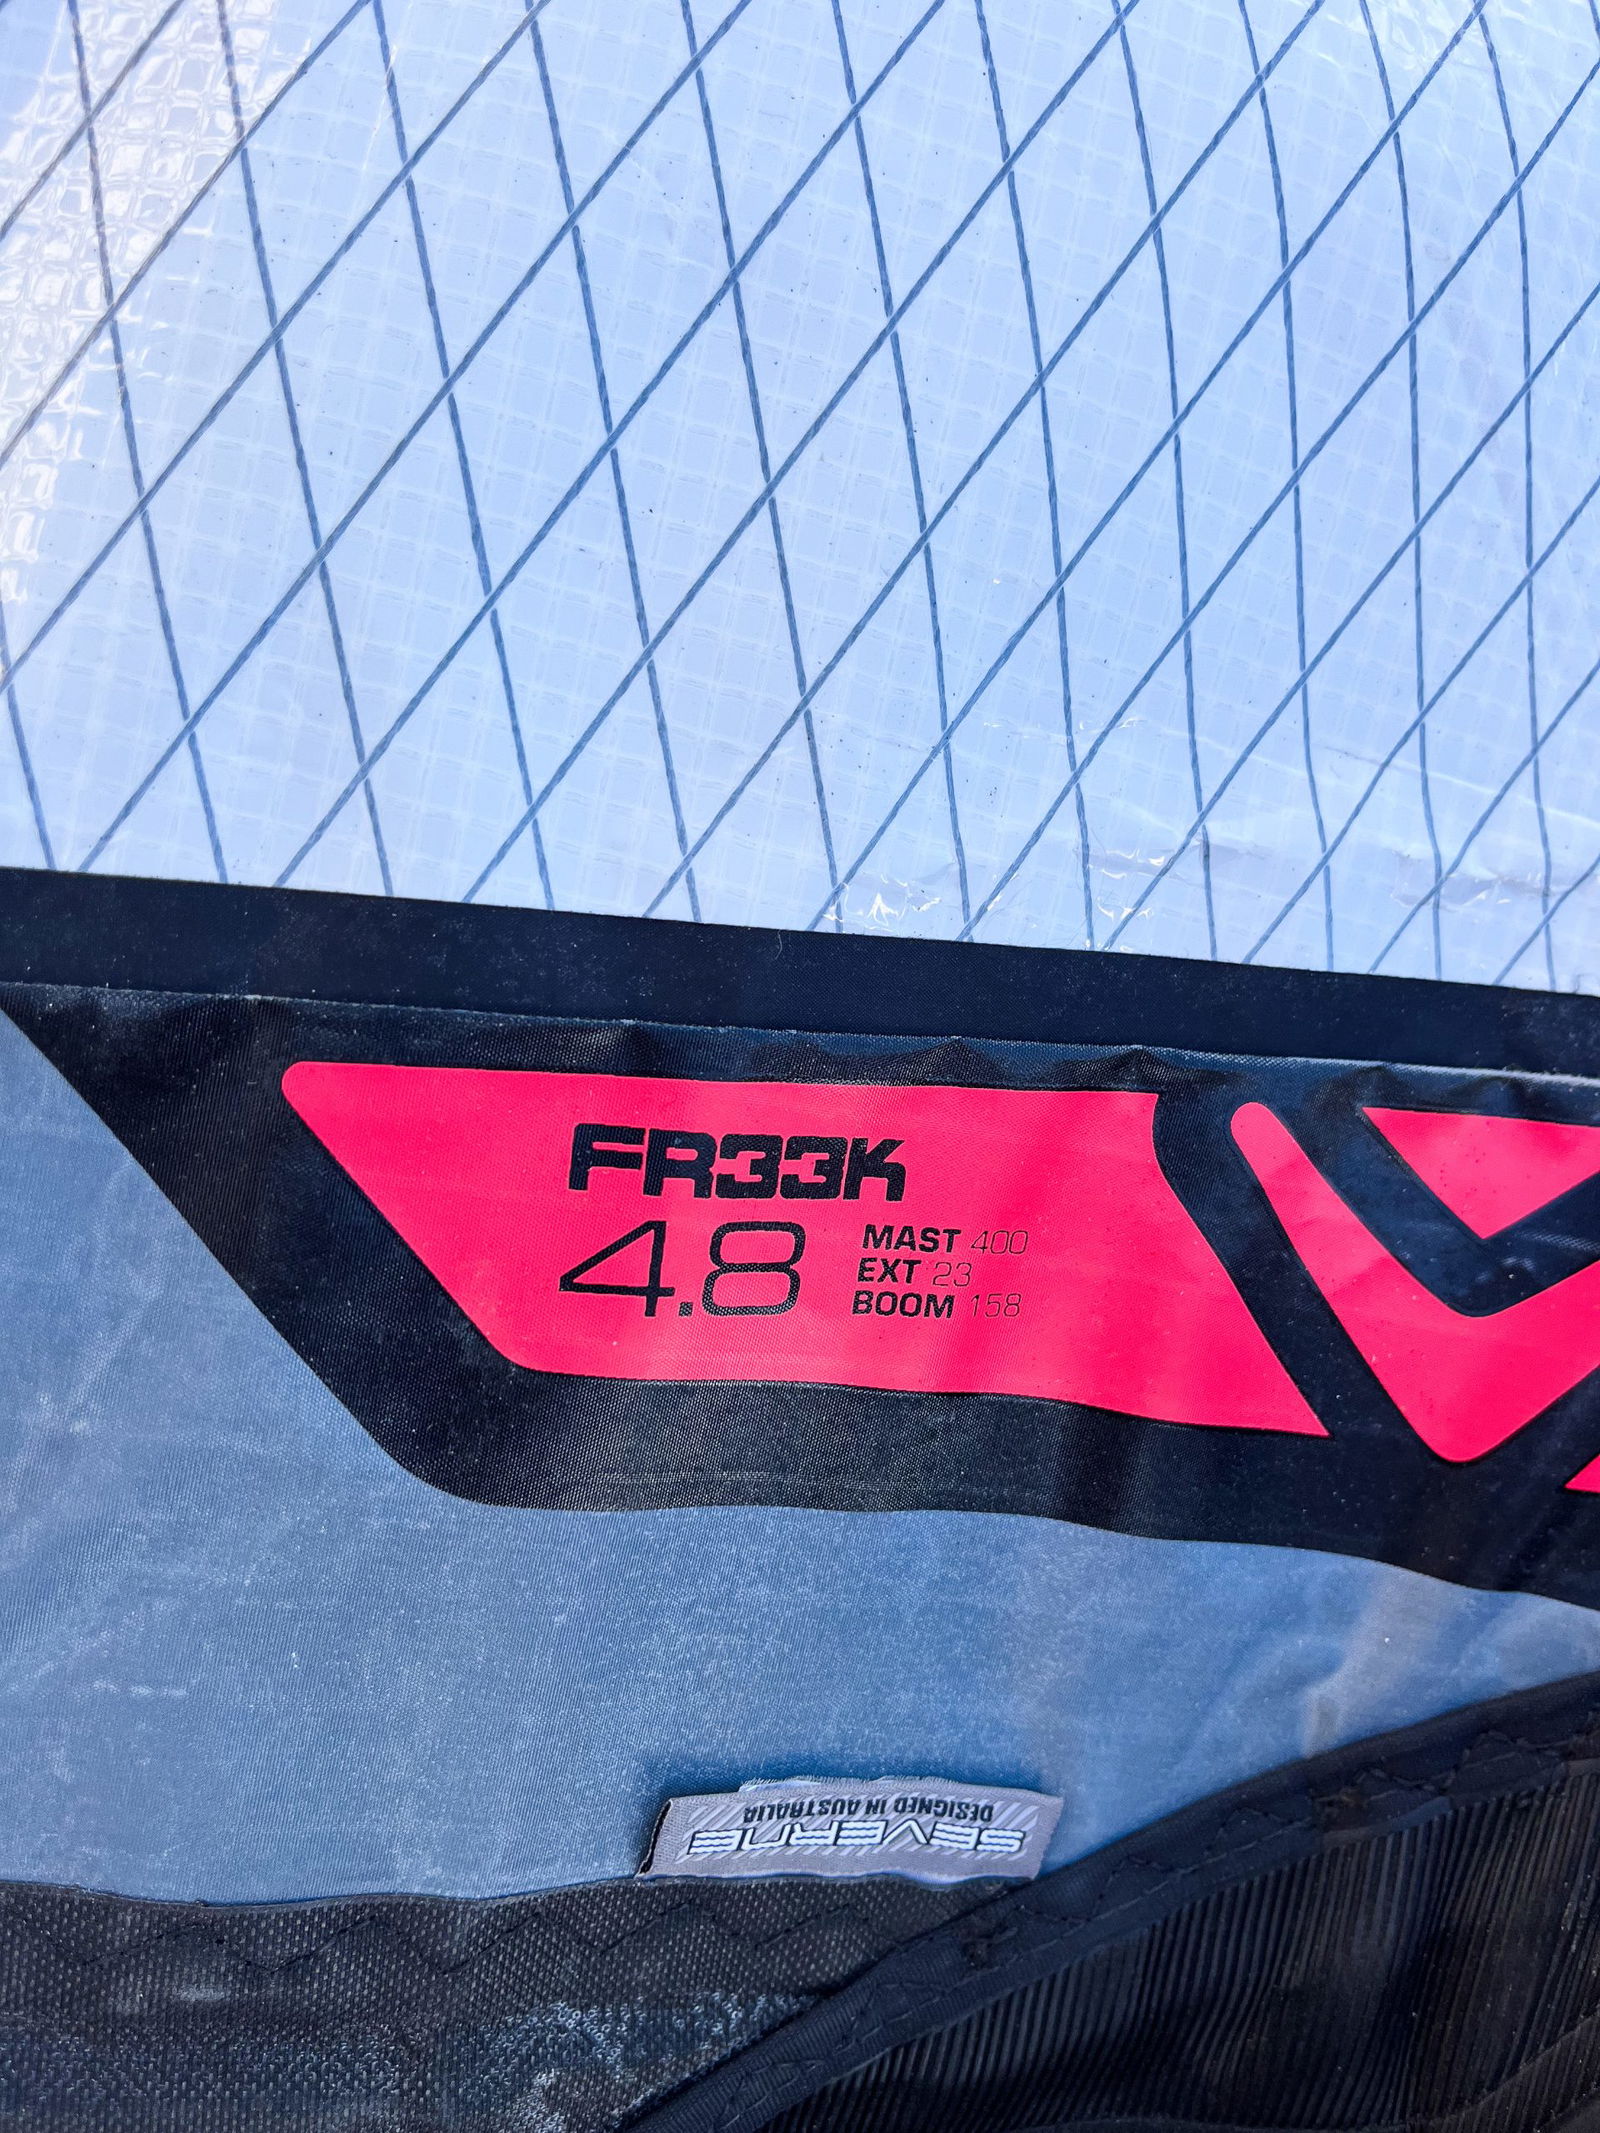 FR33K
4.8
MAST 400
EXT 23
BOOM 158
SEVERNE
DESIGNED IN AUSTRALIA